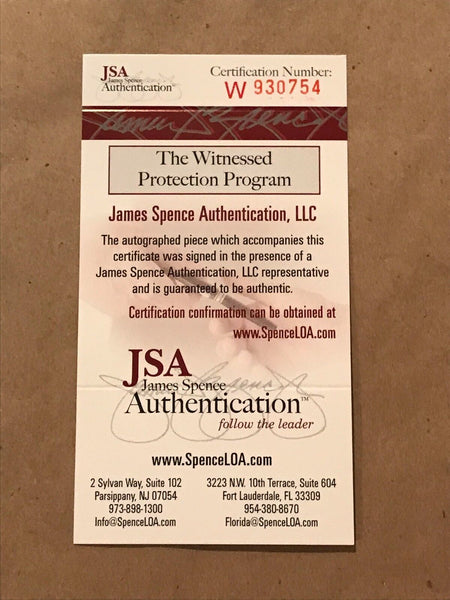 JSA
James Spence
Authentication™
Certification Number:
W 930754
The Witnessed
Protection Program
James Spence Authentication, LLC
The autographed piece which accompanies this
certificate was signed in the presence of a
James Spence Authentication, LLC representative
and is guaranteed to be authentic.
Certification confirmation can be obtained at
www.SpenceLOA.com
JSA
James Spence
Authentication™
follow the leader
www.SpenceLOA.com
2 Sylvan Way, Suite 102
Parsippany, NJ 07054
973-898-1300
Info@SpenceLOA.com
3223 N.W. 10th Terrace, Suite 604
Fort Lauderdale, FL 33309
954-380-8670
Florida@SpenceLOA.com